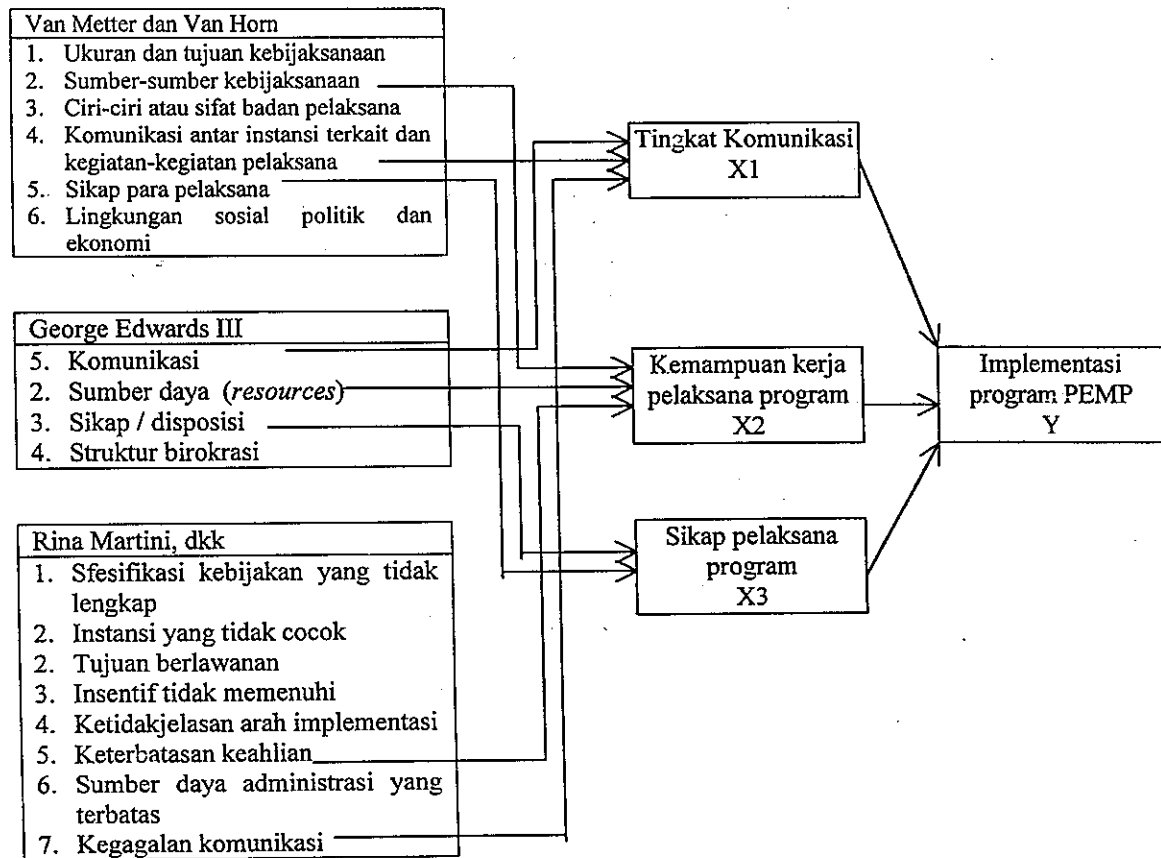 Van Metter dan Van Horn
1. Ukuran dan tujuan kebijaksanaan
2. Sumber-sumber kebijaksanaan
3. Ciri-ciri atau sifat badan pelaksana
4. Komunikasi antar instansi terkait dan
kegiatan-kegiatan pelaksana
5. Sikap para pelaksana
6. Lingkungan sosial politik dan
ekonomi
George Edwards III
5. Komunikasi
2. Sumber daya (resources)
3. Sikap / disposisi
4. Struktur birokrasi
Rina Martini, dkk
1. Sfesifikasi kebijakan yang tidak
lengkap
2. Instansi yang tidak cocok
2. Tujuan berlawanan
3. Insentif tidak memenuhi
4. Ketidakjelasan arah implementasi
5. Keterbatasan keahlian
6. Sumber daya administrasi yang
terbatas
7. Kegagalan komunikasi
Tingkat Komunikasi
X1
Kemampuan kerja
pelaksana program
X2
Sikap pelaksana
program
X3
Implementasi
program PEMP
Y